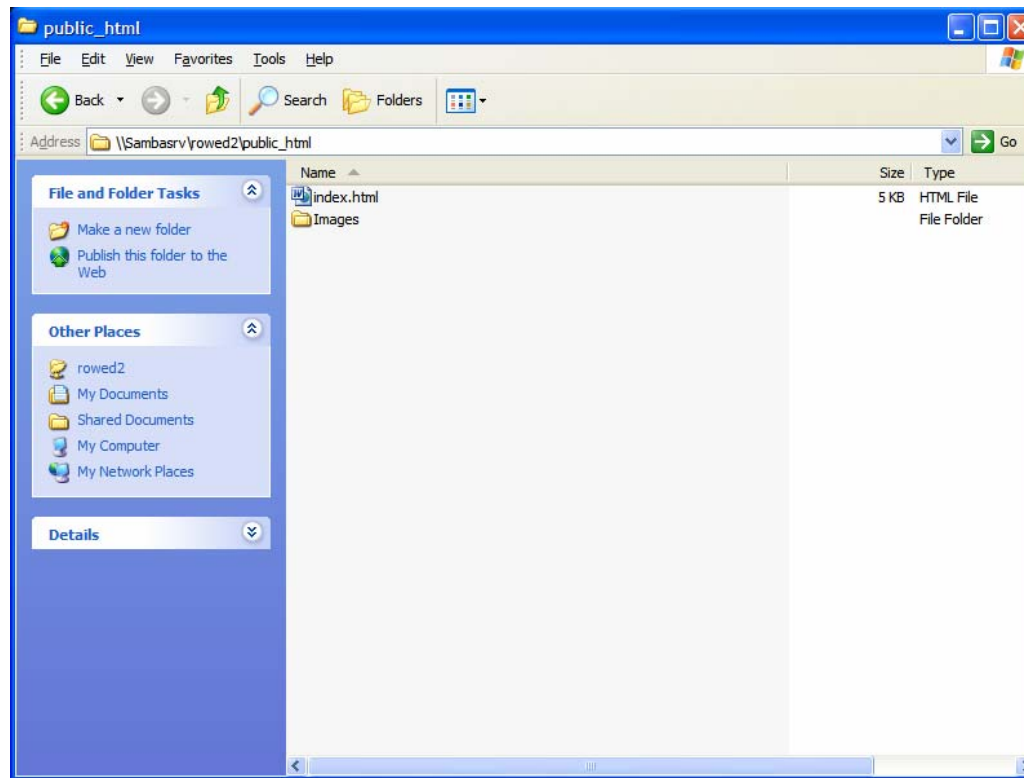 public_html
File Edit View Favorites Tools Help
Back Search Folders
Address \\Sambasrv\rowed2\public_html Go
Name Size Type
index.html 5 KB HTML File
Images File Folder
File and Folder Tasks
Make a new folder
Publish this folder to the
Web
Other Places
rowed2
My Documents
Shared Documents
My Computer
My Network Places
Details